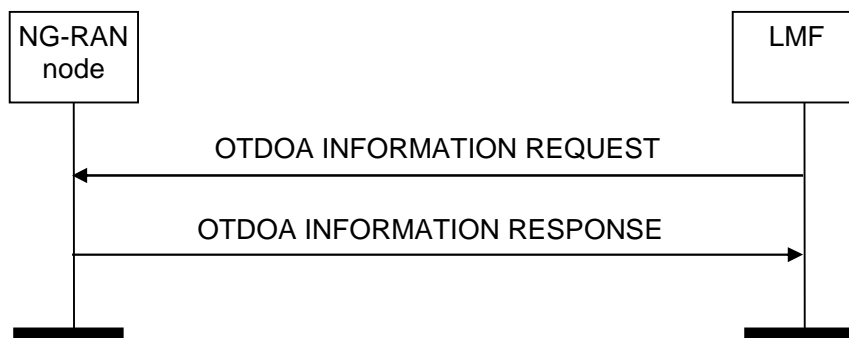 NG-RAN
node
LMF
OTDOA INFORMATION REQUEST
OTDOA INFORMATION RESPONSE